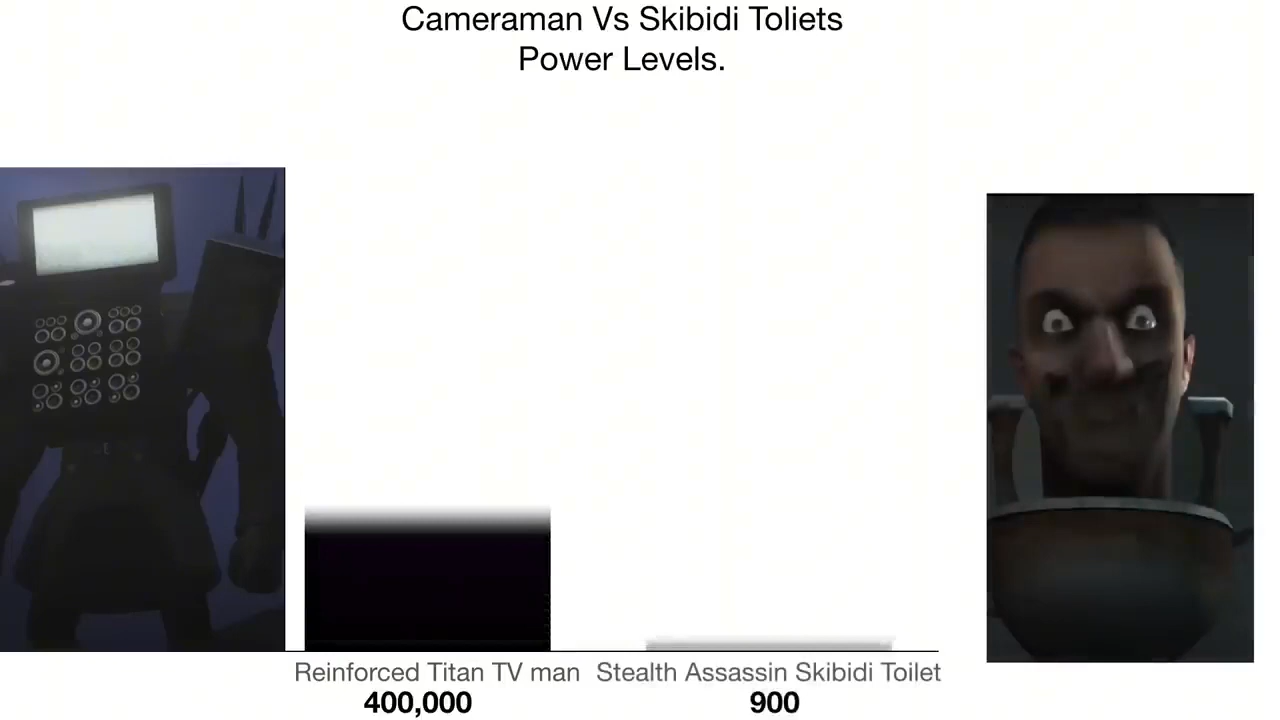 Cameraman Vs Skibidi Toliets
Power Levels.
Reinforced Titan TV man
400,000
Stealth Assassin Skibidi Toilet
900